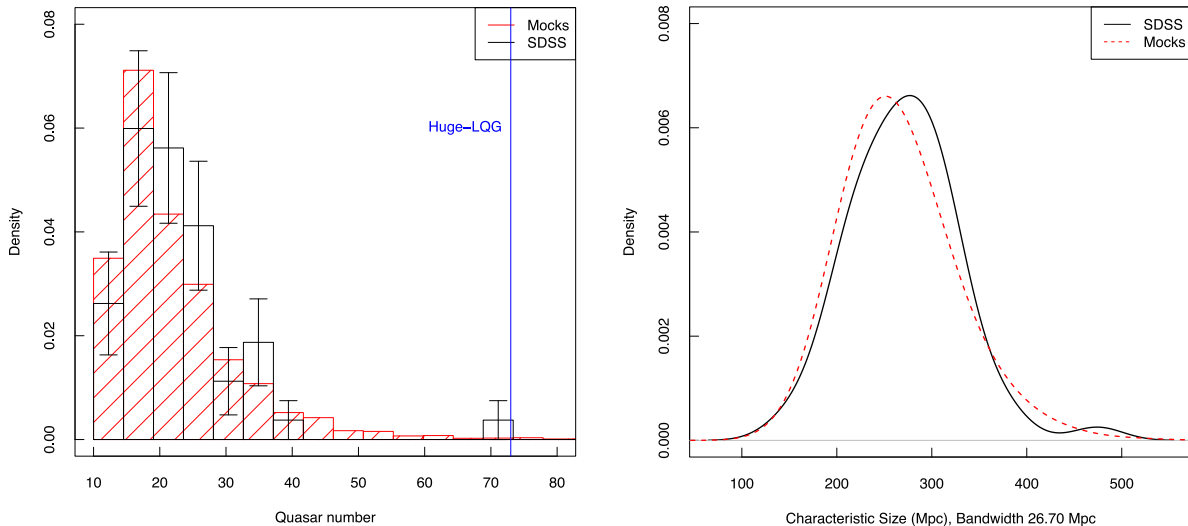 Mocks
SDSS
Huge−LQG
Density
0.00
0.02
0.04
0.06
0.08
10 20 30 40 50 60 70 80
Quasar number
SDSS
Mocks
Density
0.000
0.002
0.004
0.006
0.008
100 200 300 400 500
Characteristic Size (Mpc), Bandwidth 26.70 Mpc